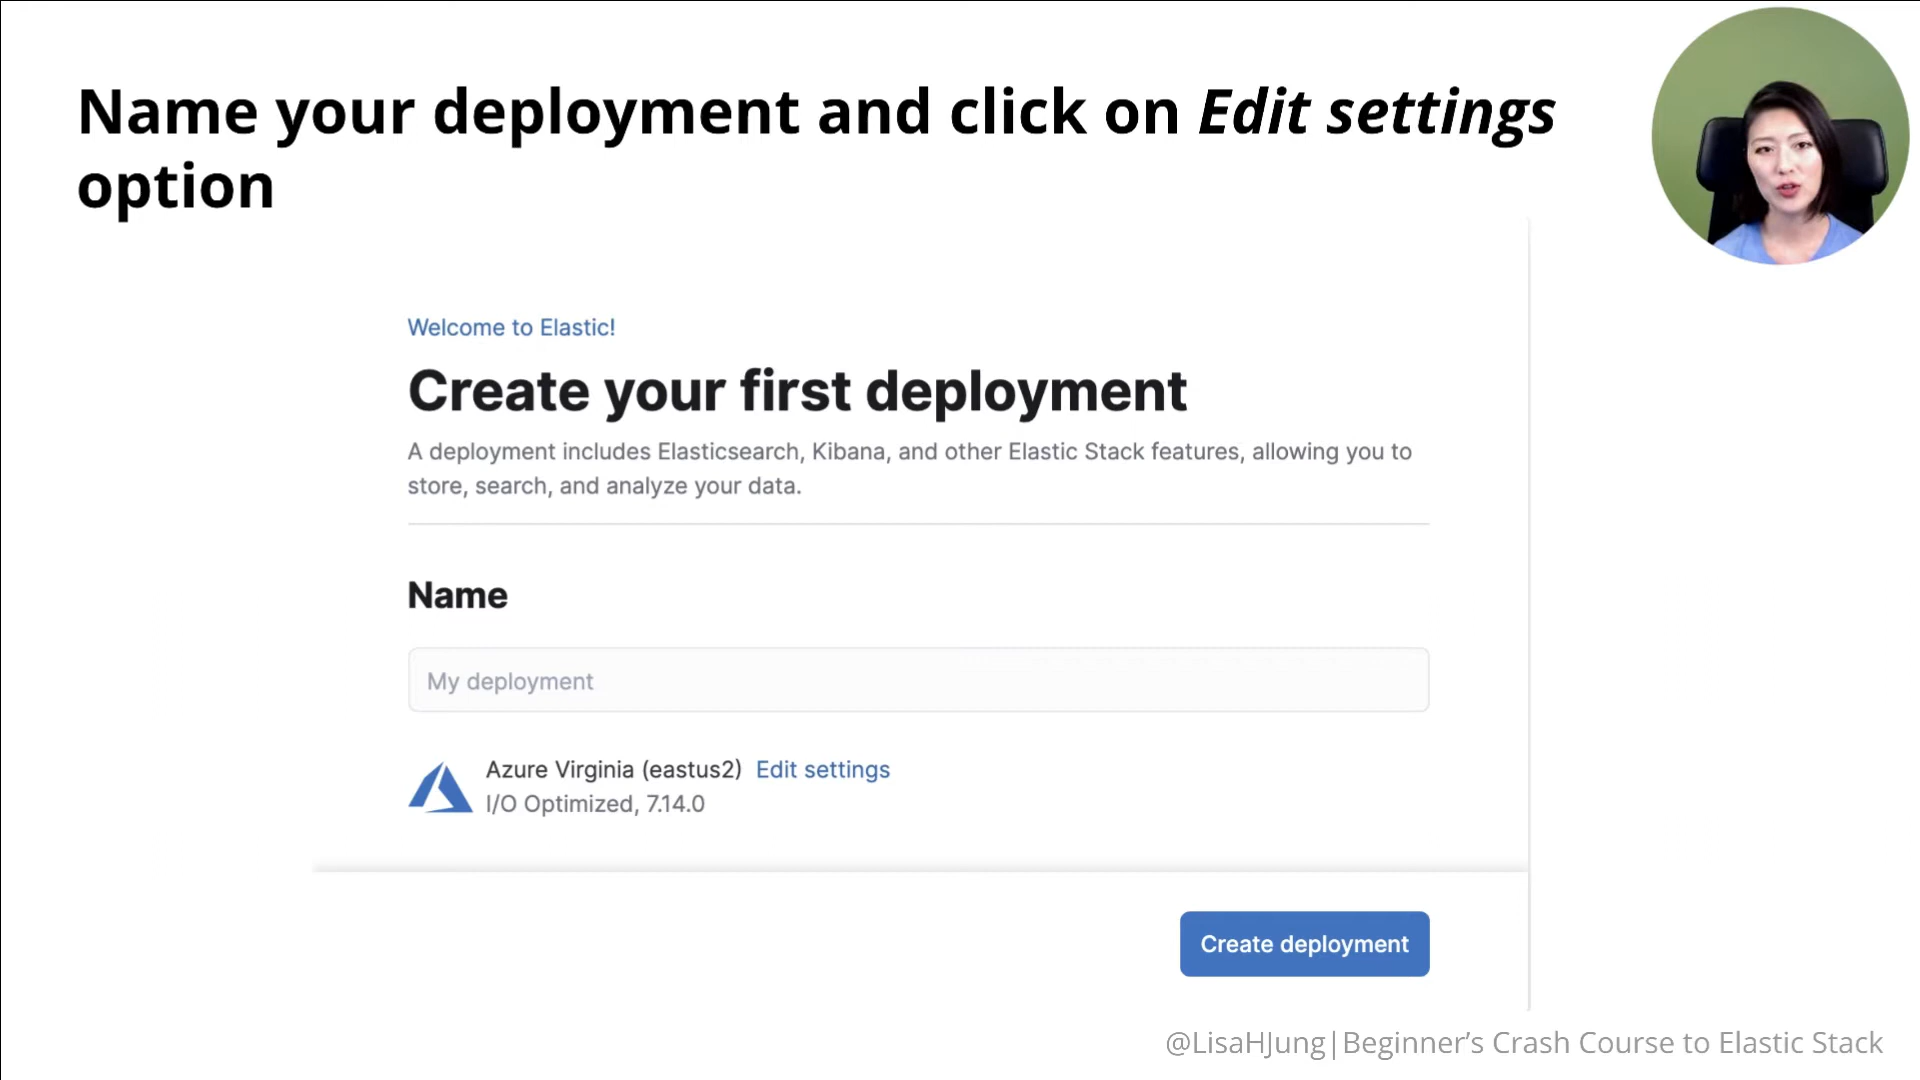 Name your deployment and click on Edit settings
option
Welcome to Elastic!
Create your first deployment
A deployment includes Elasticsearch, Kibana, and other Elastic Stack features, allowing you to
store, search, and analyze your data.
Name
My deployment
Azure Virginia (eastus2) Edit settings
I/O Optimized, 7.14.0
Create deployment
@LisaHJung|Beginner’s Crash Course to Elastic Stack